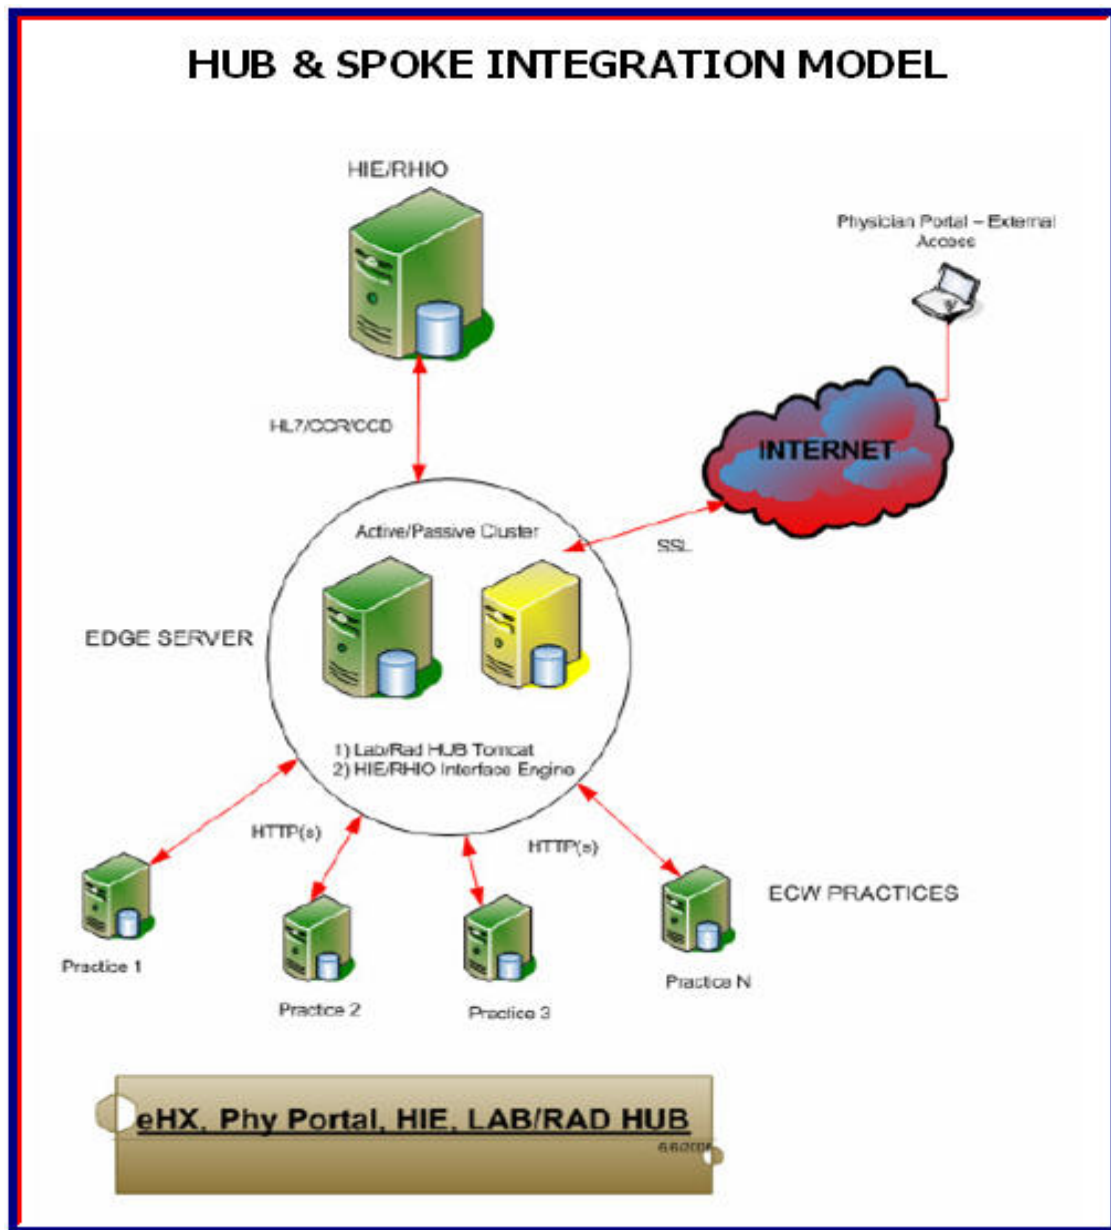 HUB & SPOKE INTEGRATION MODEL
HIE/RHIO
Physician Portal – External
Access
HL7/CCR/CCD
INTERNET
Active/Passive Cluster
SSL
EDGE SERVER
1) Lab/Rad HUB Tomcat
2) HIE/RHIO Interface Engine
HTTP(s)
HTTP(s)
ECW PRACTICES
Practice 1
Practice 2
Practice 3
Practice N
eHX, Phy Portal, HIE, LAB/RAD HUB